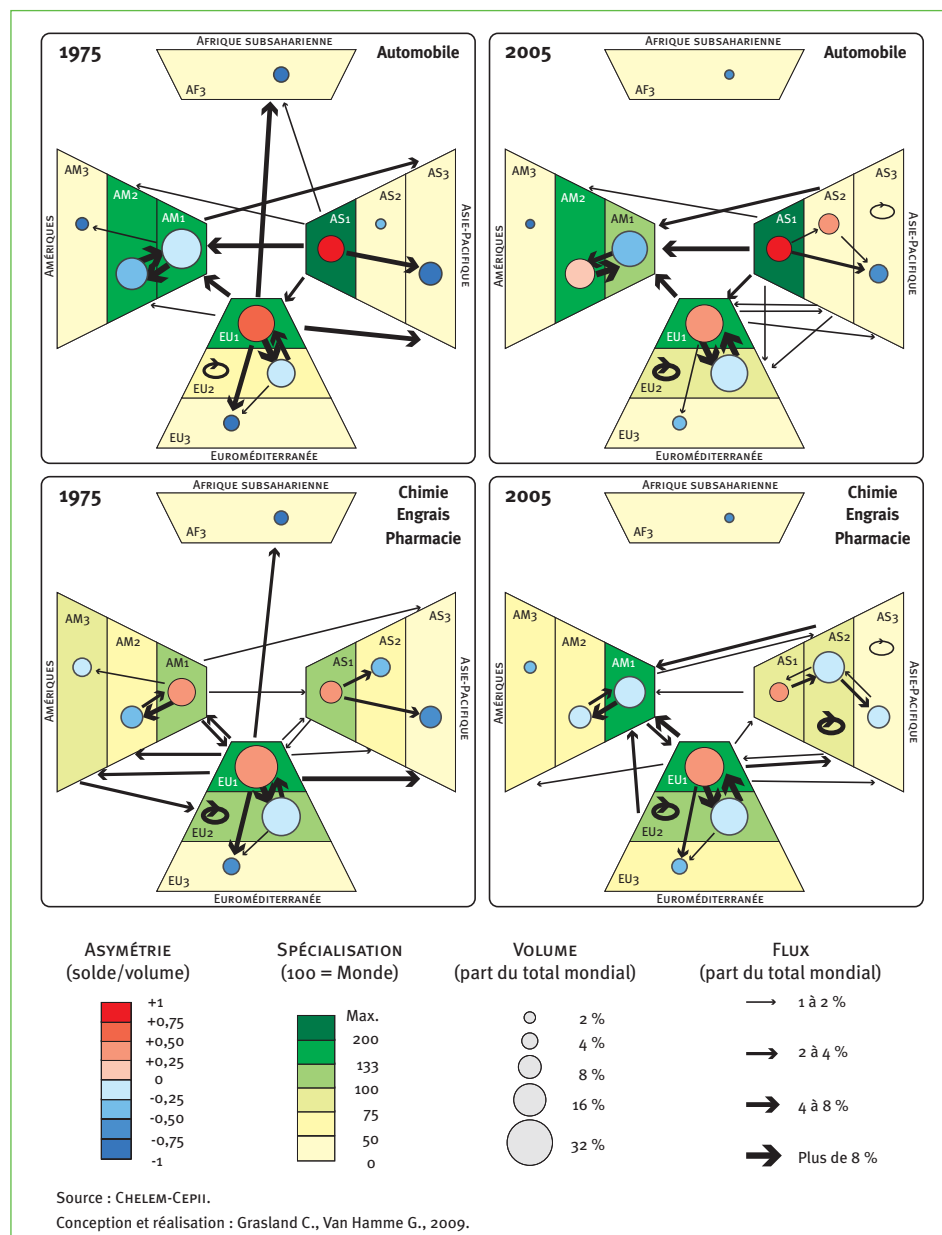 1975
Automobile
AFRIQUE SUBSAHARIENNE
AF3
AMÉRIQUES
AM3
AM2
AM1
AS1
AS2
AS3
ASIE-PACIFIQUE
EU1
EU2
EU3
EUROMÉDITERRANÉE
2005
Automobile
AFRIQUE SUBSAHARIENNE
AF3
AMÉRIQUES
AM3
AM2
AM1
AS1
AS2
AS3
ASIE-PACIFIQUE
EU1
EU2
EU3
EUROMÉDITERRANÉE
1975
Chimie
Engrais
Pharmacie
AFRIQUE SUBSAHARIENNE
AF3
AMÉRIQUES
AM3
AM2
AM1
AS1
AS2
AS3
ASIE-PACIFIQUE
EU1
EU2
EU3
EUROMÉDITERRANÉE
2005
Chimie
Engrais
Pharmacie
AFRIQUE SUBSAHARIENNE
AF3
AMÉRIQUES
AM3
AM2
AM1
AS1
AS2
AS3
ASIE-PACIFIQUE
EU1
EU2
EU3
EUROMÉDITERRANÉE
ASYMÉTRIE
(solde/volume)
+1
+0,75
+0,50
+0,25
0
-0,25
-0,50
-0,75
-1
SPÉCIALISATION
(100 = Monde)
Max.
200
133
100
75
50
0
VOLUME
(part du total mondial)
2 %
4 %
8 %
16 %
32 %
FLUX
(part du total mondial)
1 à 2 %
2 à 4 %
4 à 8 %
Plus de 8 %
Source : CHELEM-CEPII.
Conception et réalisation : Grasland C., Van Hamme G., 2009.